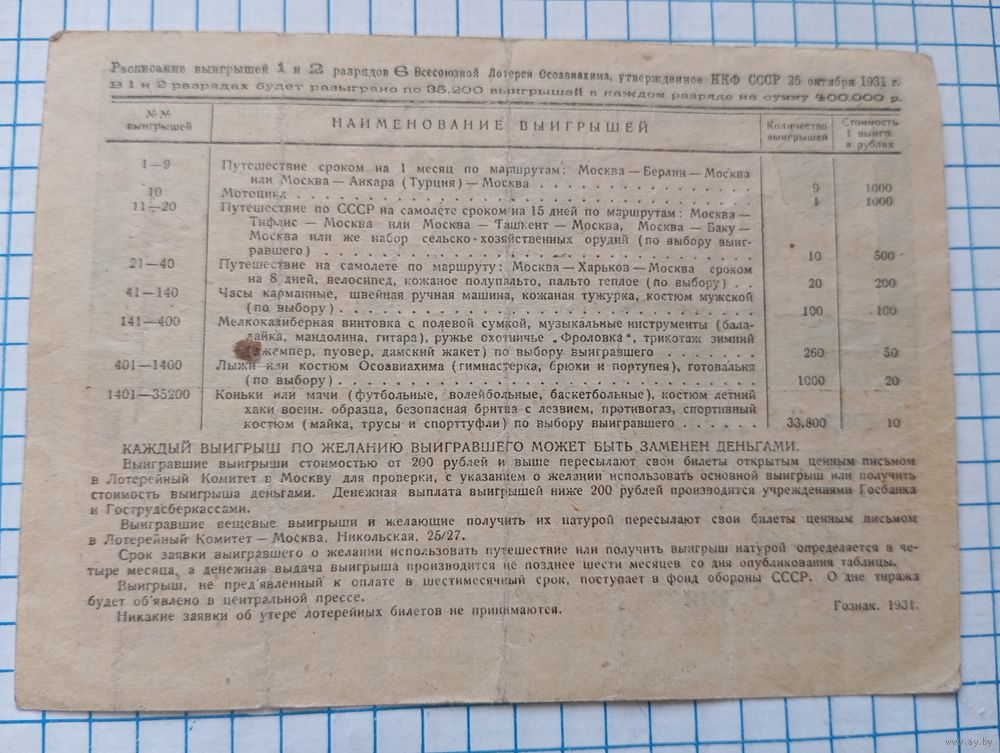 Расписание выигрышей 1 и 2 разрядов 6 Всесоюзной Лотереи Осоавиахима, утвержденное НКФ СССР 26 октября 1931 г.
В 1 и 2 разрядах будет разыграно по 35.200 выигрышей в каждом разряде на сумму 400.000 р.
№№ выигрышей
НАИМЕНОВАНИЕ ВЫИГРЫШЕЙ
Количество выигрышей
Стоимость 1 выигр. в рублях
1—9 Путешествие сроком на 1 месяц по маршрутам: Москва—Берлин—Москва
или Москва—Анкара (Турция)—Москва . . . . . . . . . . . . . . 9 1000
10 Мотоцикл . . . . . . . . . . . . . . . . . . . . . . . . 1 1000
11—20 Путешествие по СССР на самолете сроком на 15 дней по маршрутам: Москва—
Тифлис — Москва или Москва — Ташкент — Москва, Москва — Баку —
Москва или же набор сельско-хозяйственных орудий (по выбору выиг-
равшего) . . . . . . . . . . . . . . . . . . . . . . . . 10 500
21—40 Путешествие на самолете по маршруту: Москва—Харьков—Москва сроком
на 8 дней, велосипед, кожаное полупальто, пальто теплое (по выбору) . . 20 200
41—140 Часы карманные, швейная ручная машина, кожаная тужурка, костюм мужской
(по выбору) . . . . . . . . . . . . . . . . . . . . . . 100 100
141—400 Мелкокалиберная винтовка с полевой сумкой, музыкальные инструменты (бала-
лайка, мандолина, гитара), ружье охотничье „Фроловка", трикотаж зимний
(джемпер, пуовер, дамский жакет) по выбору выигравшего . . . . . . 260 50
401—1400 Лыжи или костюм Осоавиахима (гимнастерка, брюки и портупея), готовальня
(по выбору) . . . . . . . . . . . . . . . . . . . . . . 1000 20
1401—35200 Коньки или мячи (футбольные, волейбольные, баскетбольные), костюм летний
хаки воени. образца, безопасная бритва с лезвием, противогаз, спортивный
костюм (майка, трусы и спорттуфли) по выбору выигравшего . . . . . . 33.800 10
КАЖДЫЙ ВЫИГРЫШ ПО ЖЕЛАНИЮ ВЫИГРАВШЕГО МОЖЕТ БЫТЬ ЗАМЕНЕН ДЕНЬГАМИ.
Выигравшие выигрыши стоимостью от 200 рублей и выше пересылают свои билеты открытым ценным письмом
в Лотерейный Комитет в Москву для проверки, с указанием о желании использовать основной выигрыш или получить
стоимость выигрыша деньгами. Денежная выплата выигрышей ниже 200 рублей производится учреждениями Госбанка
и Гострудсберкассами.
Выигравшие вещевые выигрыши и желающие получить их натурой пересылают свои билеты ценным письмом
в Лотерейный Комитет—Москва, Никольская, 25/27.
Срок заявки выигравшего о желании использовать путешествие или получить выигрыш натурой определяется в че-
тыре месяца, а денежная выдача выигрыша производится не позднее шести месяцев со дня опубликования таблицы.
Выигрыш, не пред'явленный к оплате в шестимесячный срок, поступает в фонд обороны СССР. О дне тиража
будет об'явлено в центральной прессе.
Никакие заявки об утере лотерейных билетов не принимаются.
Гознак. 1931.
www.ay.by